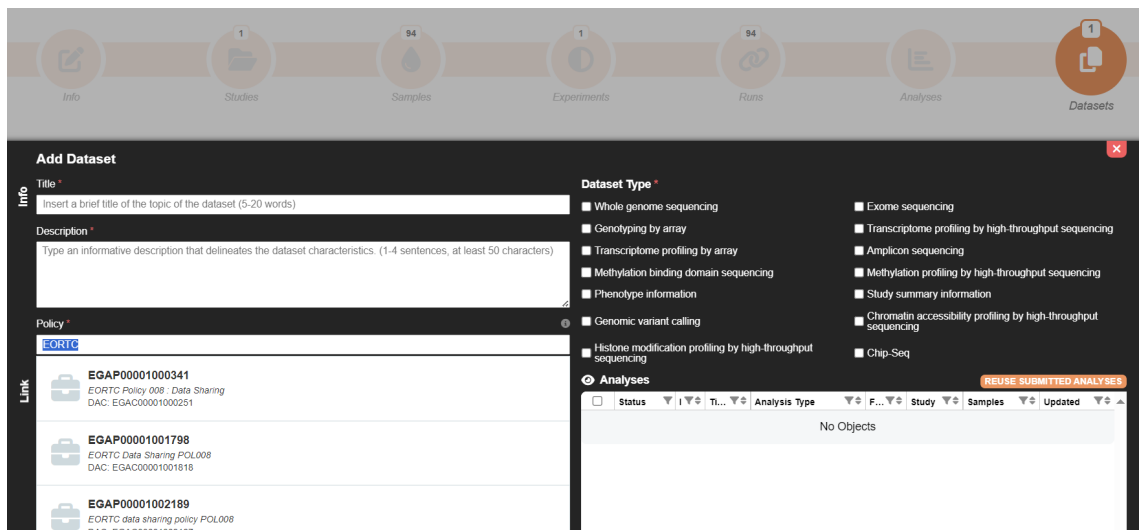 1
94
1
94
1
Info
Studies
Samples
Experiments
Runs
Analyses
Datasets
Add Dataset
Info
Title *
Insert a brief title of the topic of the dataset (5-20 words)
Description *
Type an informative description that delineates the dataset characteristics. (1-4 sentences, at least 50 characters)
Link
Policy *
EORTC
EGAP00001000341
EORTC Policy 008 : Data Sharing
DAC: EGAC00001000251
EGAP00001001798
EORTC Data Sharing POL008
DAC: EGAC00001001818
EGAP00001002189
EORTC data sharing policy POL008
Dataset Type *
Whole genome sequencing
Exome sequencing
Genotyping by array
Transcriptome profiling by high-throughput sequencing
Transcriptome profiling by array
Amplicon sequencing
Methylation binding domain sequencing
Methylation profiling by high-throughput sequencing
Phenotype information
Study summary information
Genomic variant calling
Chromatin accessibility profiling by high-throughput
sequencing
Histone modification profiling by high-throughput
sequencing
Chip-Seq
Analyses
REUSE SUBMITTED ANALYSES
Status I Ti... Analysis Type F... Study Samples Updated
No Objects